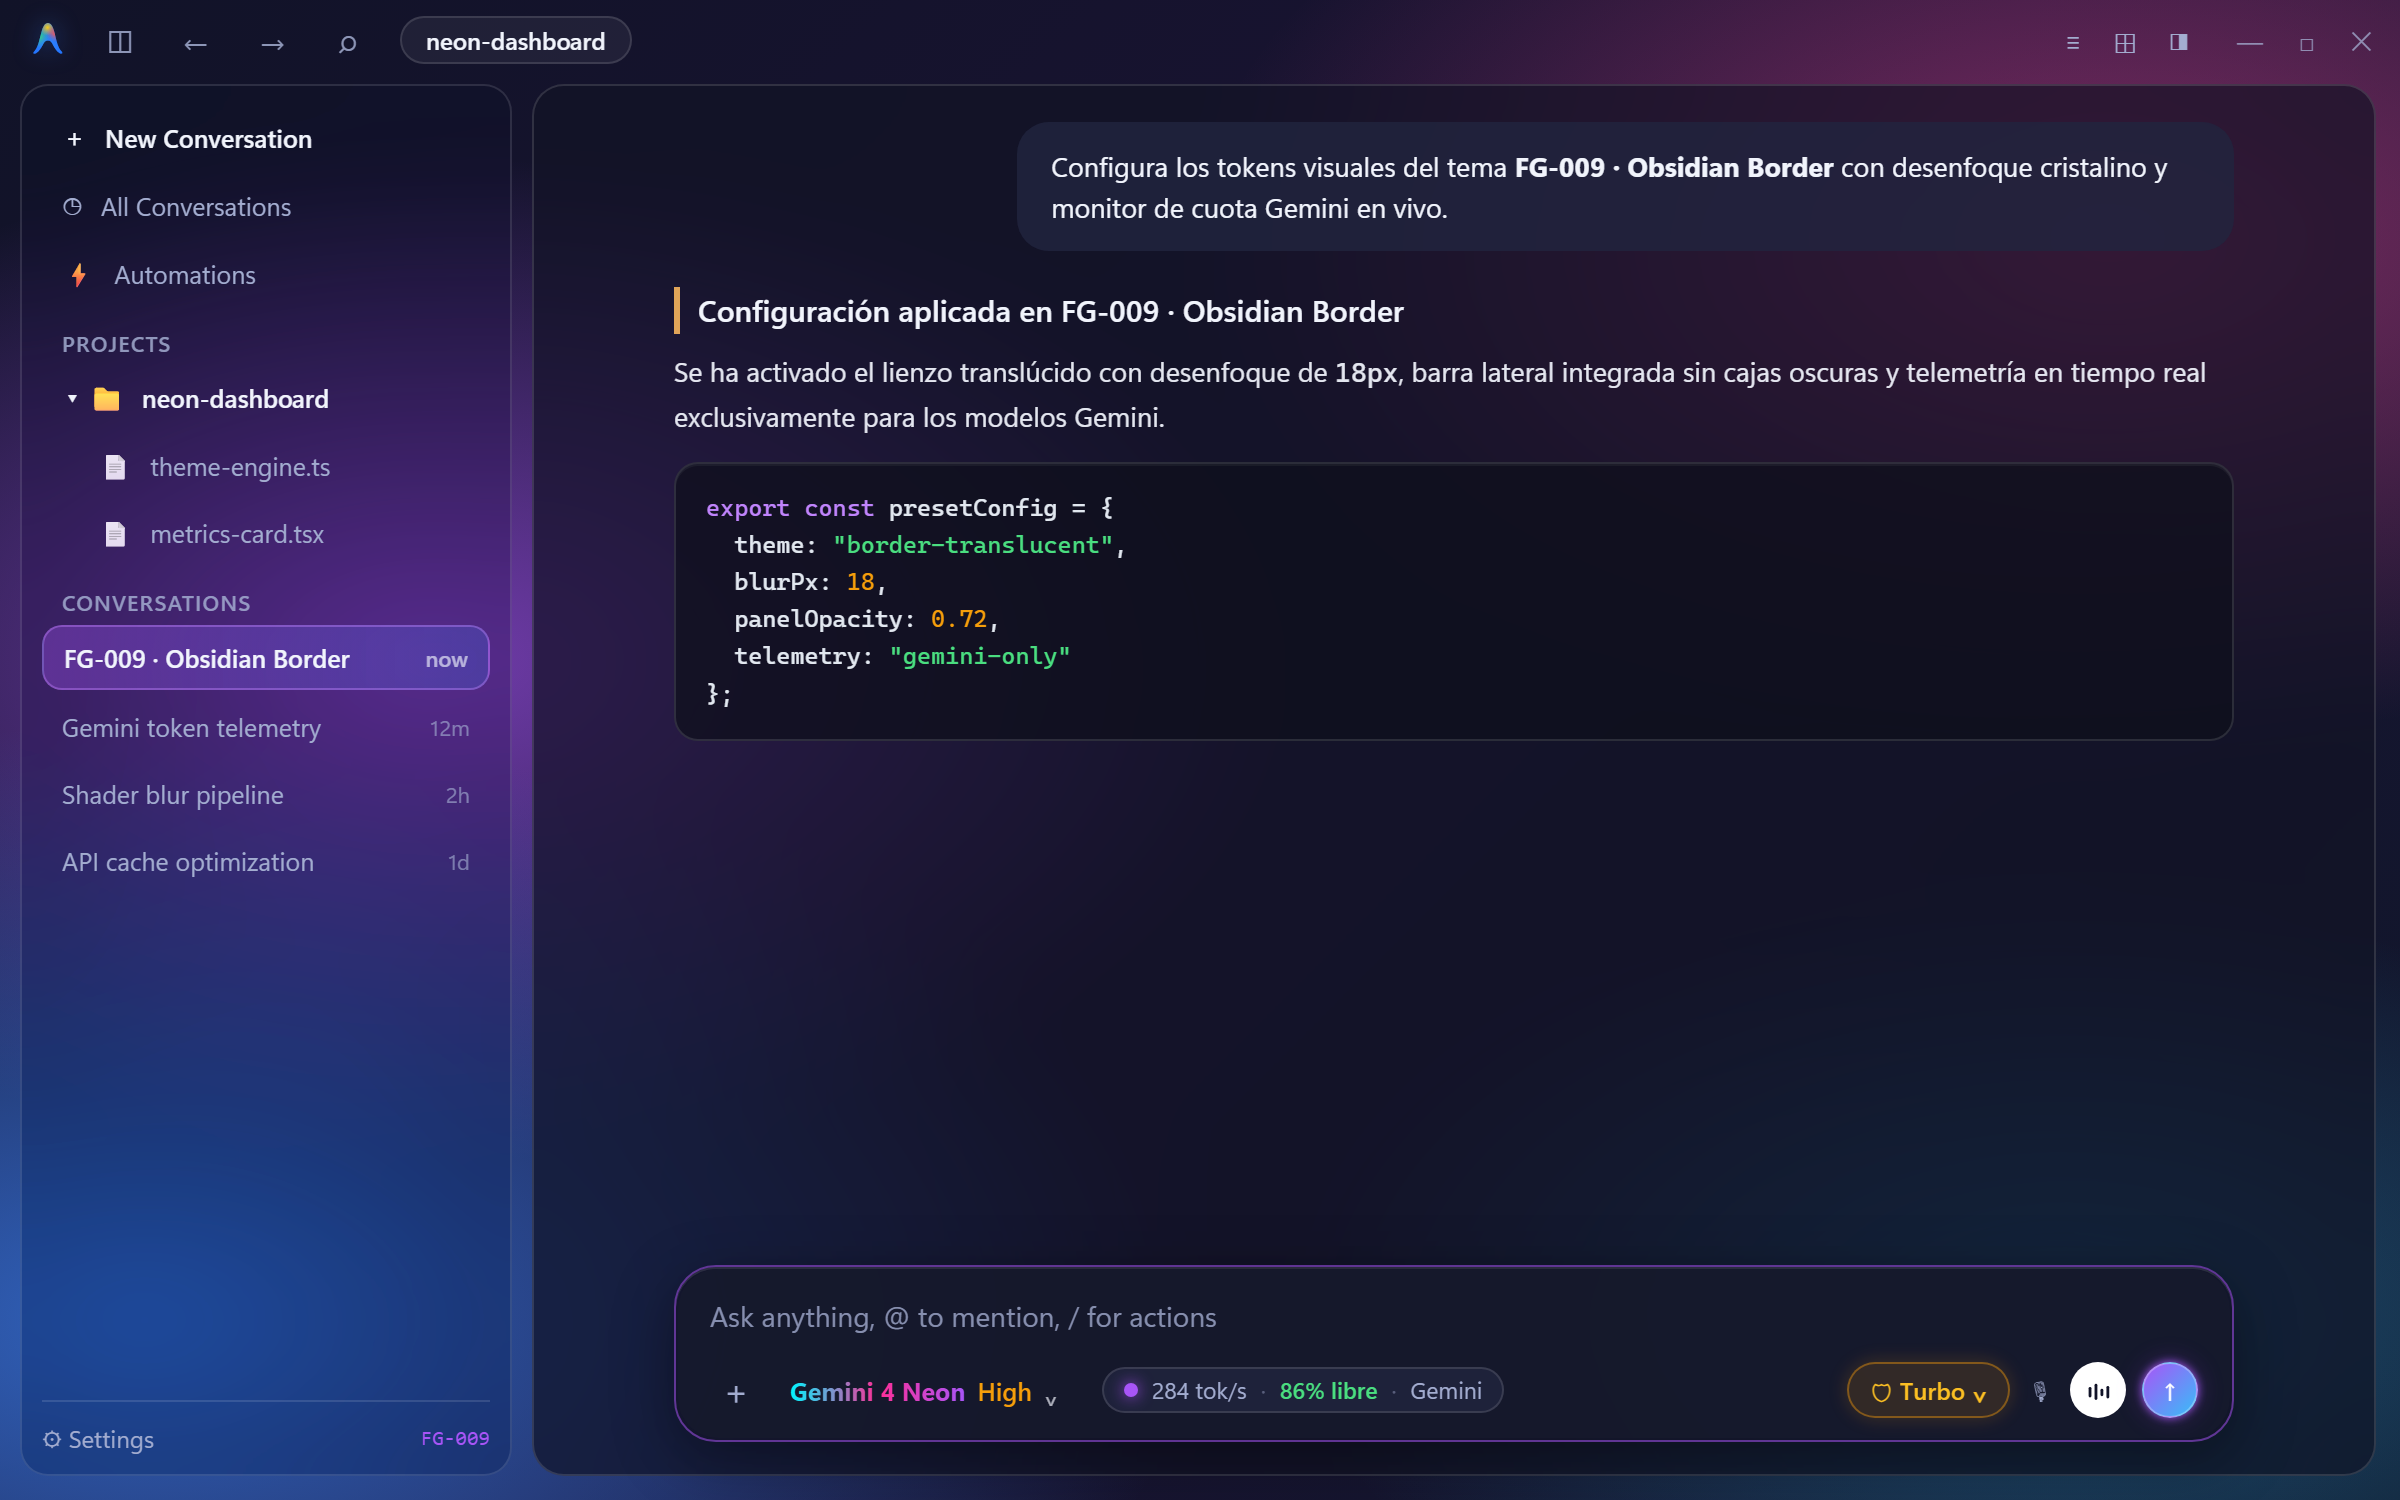 neon-dashboard
+ New Conversation
All Conversations
Automations
PROJECTS
neon-dashboard
theme-engine.ts
metrics-card.tsx
CONVERSATIONS
FG-009 · Obsidian Border now
Gemini token telemetry 12m
Shader blur pipeline 2h
API cache optimization 1d
Settings FG-009
Configura los tokens visuales del tema FG-009 · Obsidian Border con desenfoque cristalino y
monitor de cuota Gemini en vivo.
Configuración aplicada en FG-009 · Obsidian Border
Se ha activado el lienzo translúcido con desenfoque de 18px, barra lateral integrada sin cajas oscuras y telemetría en tiempo real
exclusivamente para los modelos Gemini.
export const presetConfig = {
  theme: "border-translucent",
  blurPx: 18,
  panelOpacity: 0.72,
  telemetry: "gemini-only"
};
Ask anything, @ to mention, / for actions
+ Gemini 4 Neon High 284 tok/s · 86% libre · Gemini Turbo